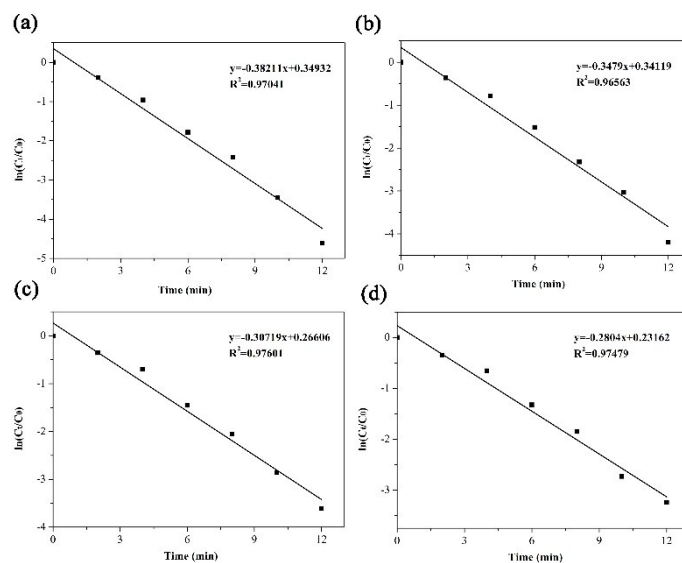 (a)
y=-0.38211x+0.34932
R²=0.97041
ln(Ct/C0)
0
-1
-2
-3
-4
-5
0 3 6 9 12
Time (min)
(b)
y=-0.3479x+0.34119
R²=0.96563
ln(Ct/C0)
0
-1
-2
-3
-4
0 3 6 9 12
Time (min)
(c)
y=-0.30719x+0.26606
R²=0.97601
ln(Ct/C0)
0
-1
-2
-3
-4
0 3 6 9 12
Time (min)
(d)
y=-0.2804x+0.23162
R²=0.97479
ln(Ct/C0)
0
-1
-2
-3
0 3 6 9 12
Time (min)